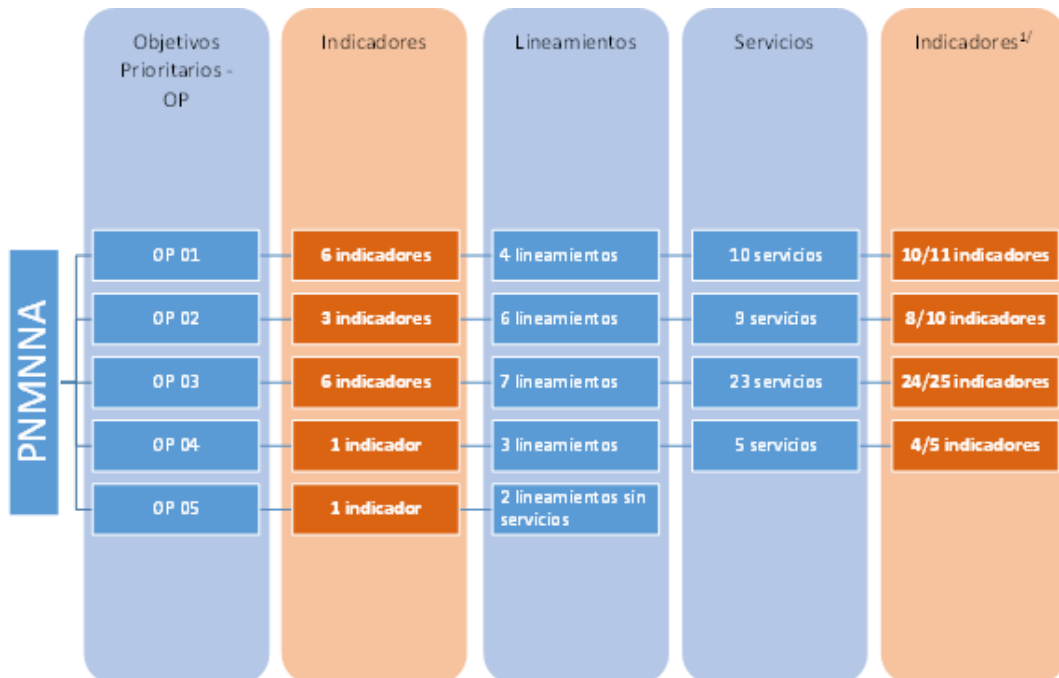 Objetivos
Prioritarios -
OP
Indicadores
Lineamientos
Servicios
Indicadores1/
PNMNNA
OP 01
6 indicadores
4 lineamientos
10 servicios
10/11 indicadores
OP 02
3 indicadores
6 lineamientos
9 servicios
8/10 indicadores
OP 03
6 indicadores
7 lineamientos
23 servicios
24/25 indicadores
OP 04
1 indicador
3 lineamientos
5 servicios
4/5 indicadores
OP 05
1 indicador
2 lineamientos sin
servicios